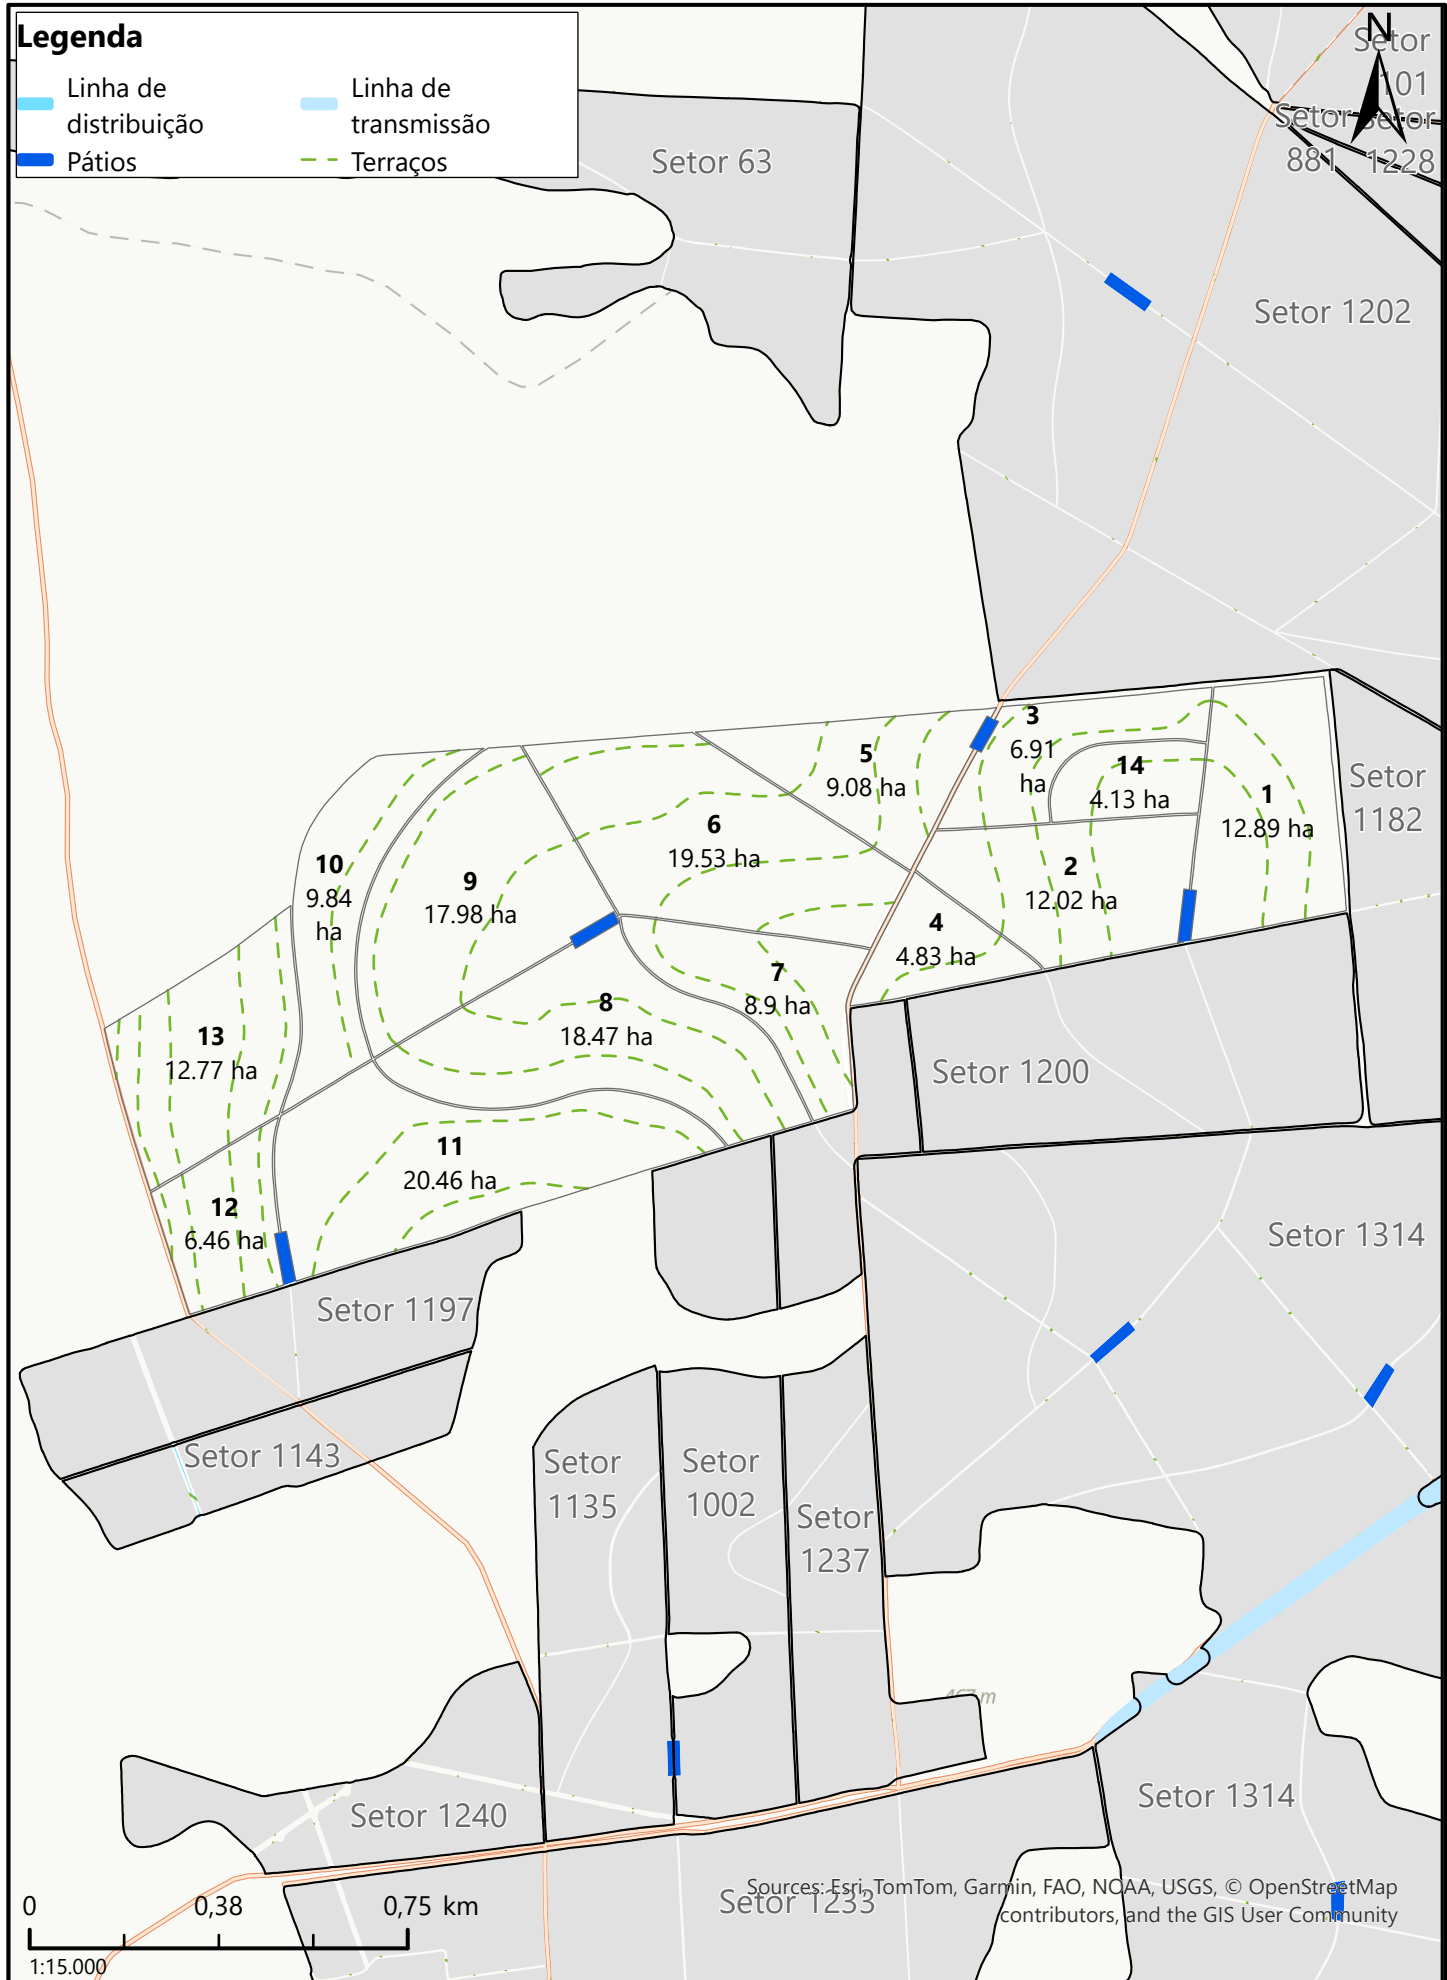 Legenda
Linha de
distribuição
Linha de
transmissão
Pátios
Terraços
N
Setor
101
Setor
881
Setor
1228
Setor 63
Setor 1202
3
6.91
ha
5
9.08 ha
14
4.13 ha
1
12.89 ha
Setor
1182
6
19.53 ha
10
9.84
ha
9
17.98 ha
2
12.02 ha
4
4.83 ha
7
8.9 ha
8
18.47 ha
13
12.77 ha
Setor 1200
11
20.46 ha
12
6.46 ha
Setor 1314
Setor 1197
Setor 1143
Setor
1135
Setor
1002
Setor
1237
467 m
Setor 1314
Setor 1240
Setor 1233
Sources: Esri, TomTom, Garmin, FAO, NOAA, USGS, © OpenStreetMap
contributors, and the GIS User Community
0 0,38 0,75 km
1:15.000